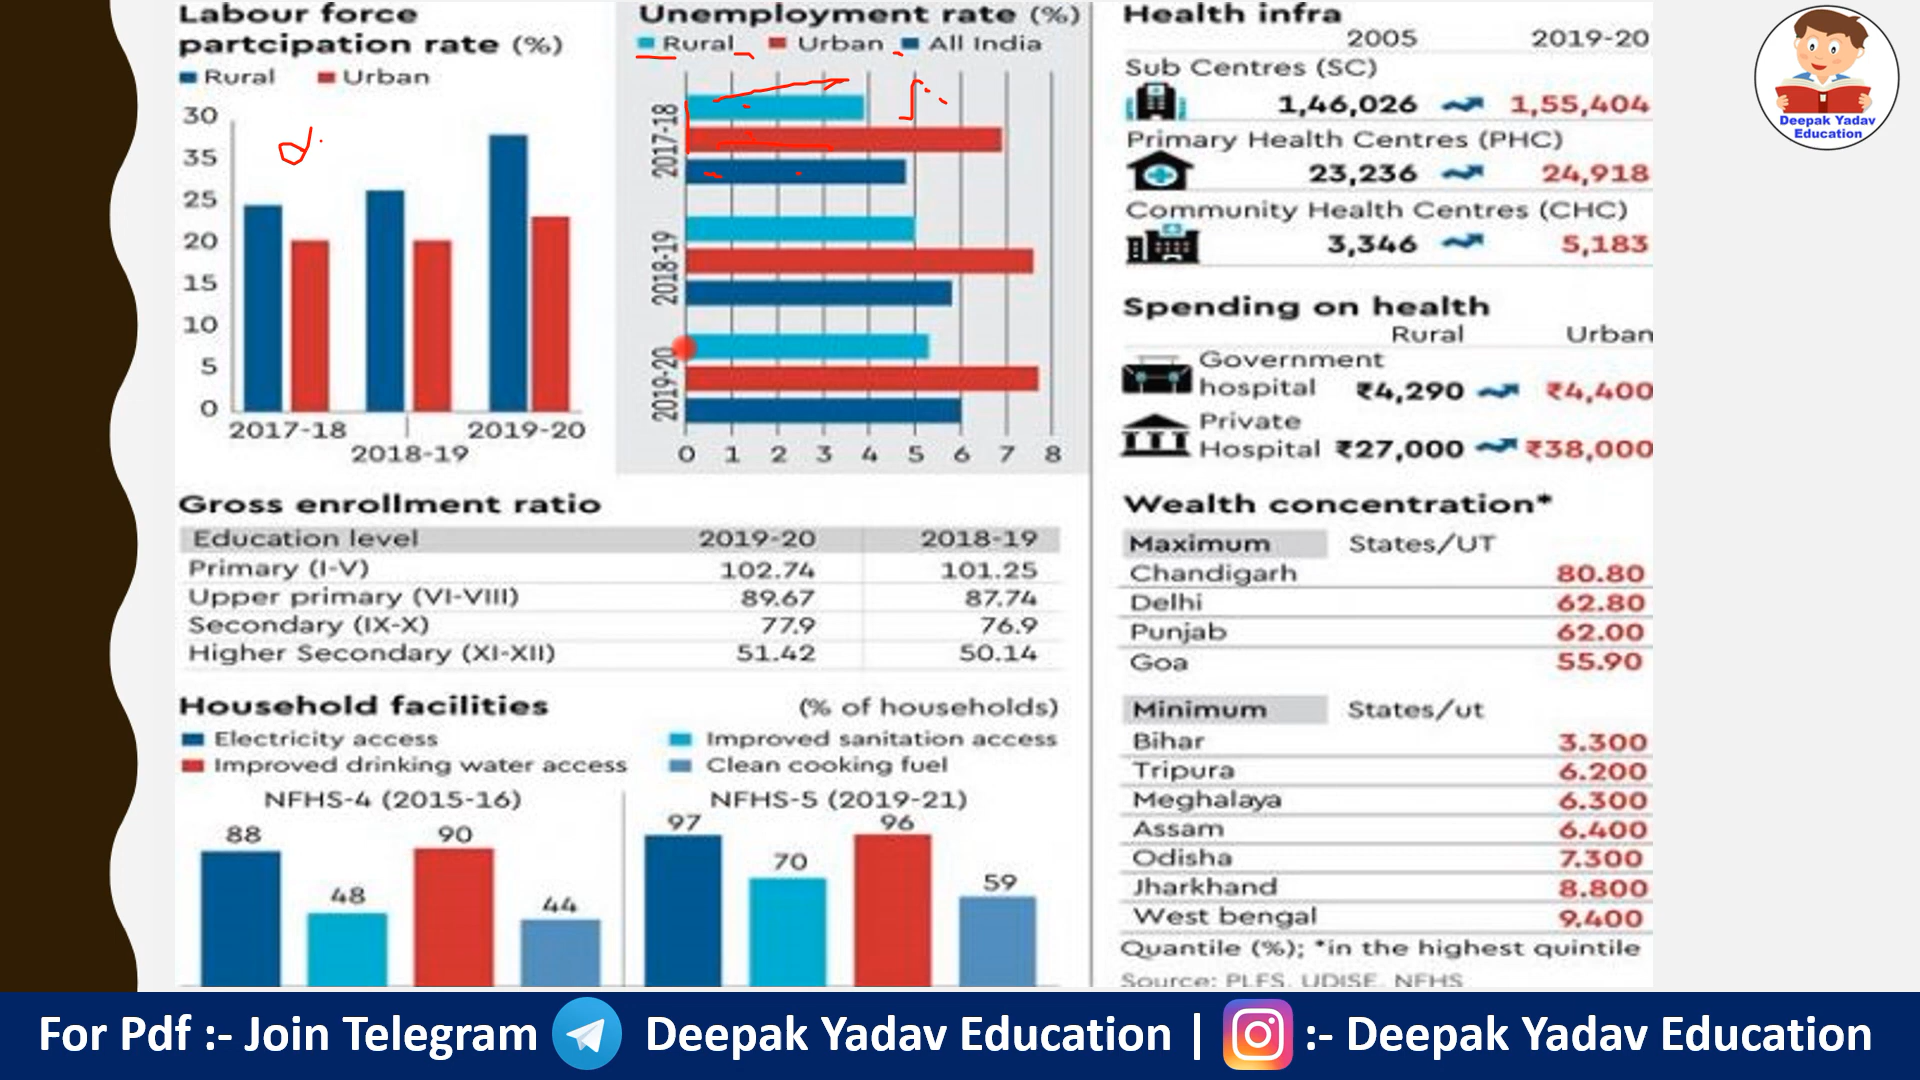 Labour force
partcipation rate (%)
Rural Urban
30
35
25
20
15
10
5
0
2017-18
2018-19
2019-20
Unemployment rate (%)
Rural Urban All India
2017-18
2018-19
2019-20
0 1 2 3 4 5 6 7 8
Gross enrollment ratio
Education level 2019-20 2018-19
Primary (I-V) 102.74 101.25
Upper primary (VI-VIII) 89.67 87.74
Secondary (IX-X) 77.9 76.9
Higher Secondary (XI-XII) 51.42 50.14
Household facilities (% of households)
Electricity access Improved sanitation access
Improved drinking water access Clean cooking fuel
NFHS-4 (2015-16) NFHS-5 (2019-21)
88 48 90 44 97 70 96 59
Health infra
2005 2019-20
Sub Centres (SC)
1,46,026 1,55,404
Primary Health Centres (PHC)
23,236 24,918
Community Health Centres (CHC)
3,346 5,183
Spending on health
Rural Urban
Government
hospital ₹4,290 ₹4,400
Private
Hospital ₹27,000 ₹38,000
Wealth concentration*
Maximum States/UT
Chandigarh 80.80
Delhi 62.80
Punjab 62.00
Goa 55.90
Minimum States/ut
Bihar 3.300
Tripura 6.200
Meghalaya 6.300
Assam 6.400
Odisha 7.300
Jharkhand 8.800
West bengal 9.400
Quantile (%); *in the highest quintile
Source: PLFS, UDISE, NFHS
Deepak Yadav
Education
For Pdf :- Join Telegram Deepak Yadav Education | :- Deepak Yadav Education